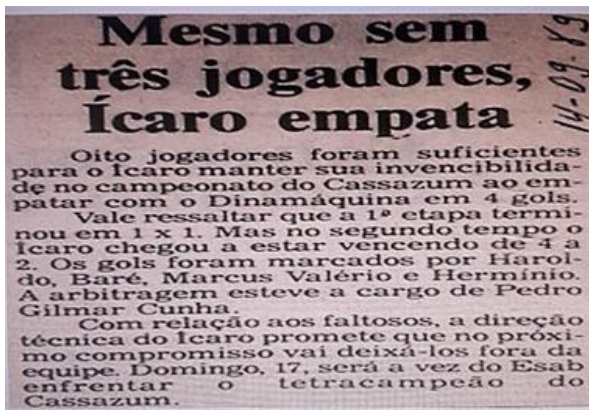 Mesmo sem
três jogadores,
Ícaro empata
14-09-89
Oito jogadores foram suficientes
para o Ícaro manter sua invencibilida-
de no campeonato do Cassazum ao em-
patar com o Dinamáquina em 4 gols.
Vale ressaltar que a 1ª etapa termi-
nou em 1 x 1. Mas no segundo tempo o
Ícaro chegou a estar vencendo de 4 a
2. Os gols foram marcados por Harol-
do, Baré, Marcus Valério e Hermínio.
A arbitragem esteve a cargo de Pedro
Gilmar Cunha.
Com relação aos faltosos, a direção
técnica do Ícaro promete que no próxi-
mo compromisso vai deixá-los fora da
equipe. Domingo, 17, será a vez do Esab
enfrentar o tetracampeão do
Cassazum.